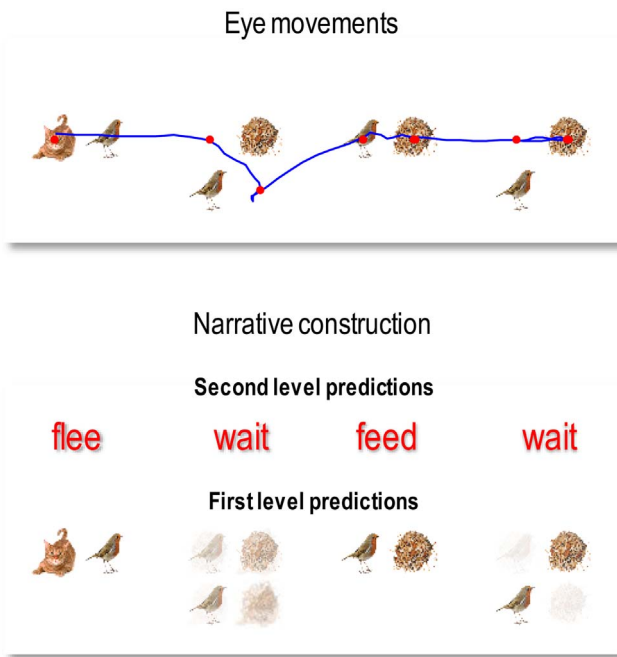 Eye movements
Narrative construction
Second level predictions
flee wait feed wait
First level predictions